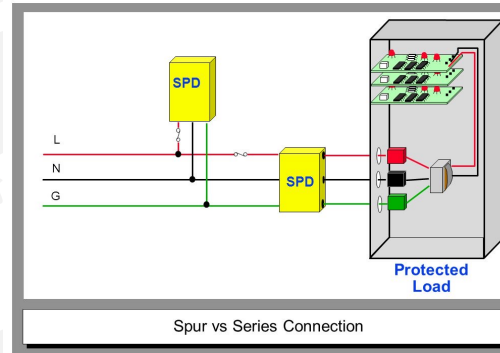 SPD
L
N
SPD
G
Protected
Load
Spur vs Series Connection